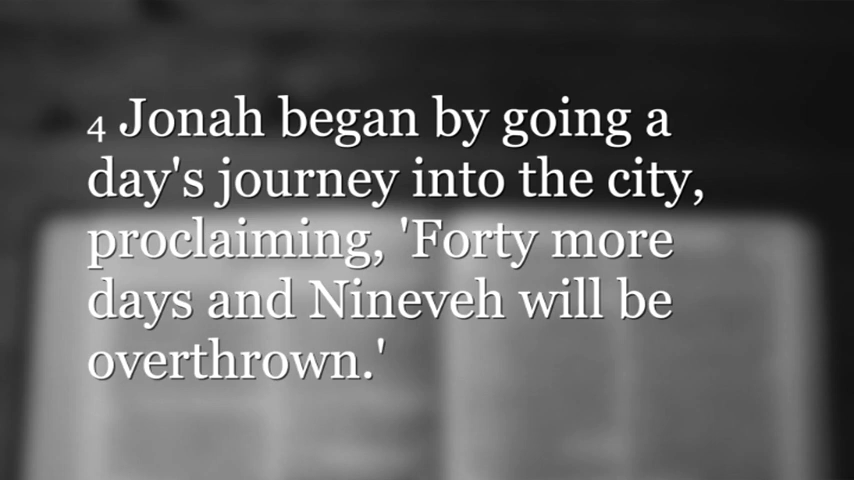 4 Jonah began by going a
day's journey into the city,
proclaiming, 'Forty more
days and Nineveh will be
overthrown.'